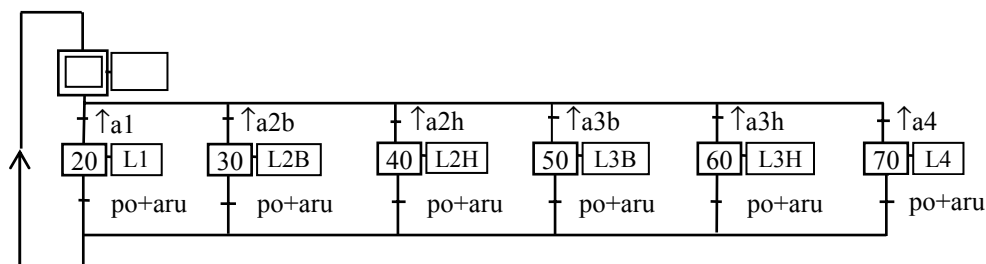 ↑a1 ↑a2b ↑a2h ↑a3b ↑a3h ↑a4
20 L1 30 L2B 40 L2H 50 L3B 60 L3H 70 L4
po+aru po+aru po+aru po+aru po+aru po+aru